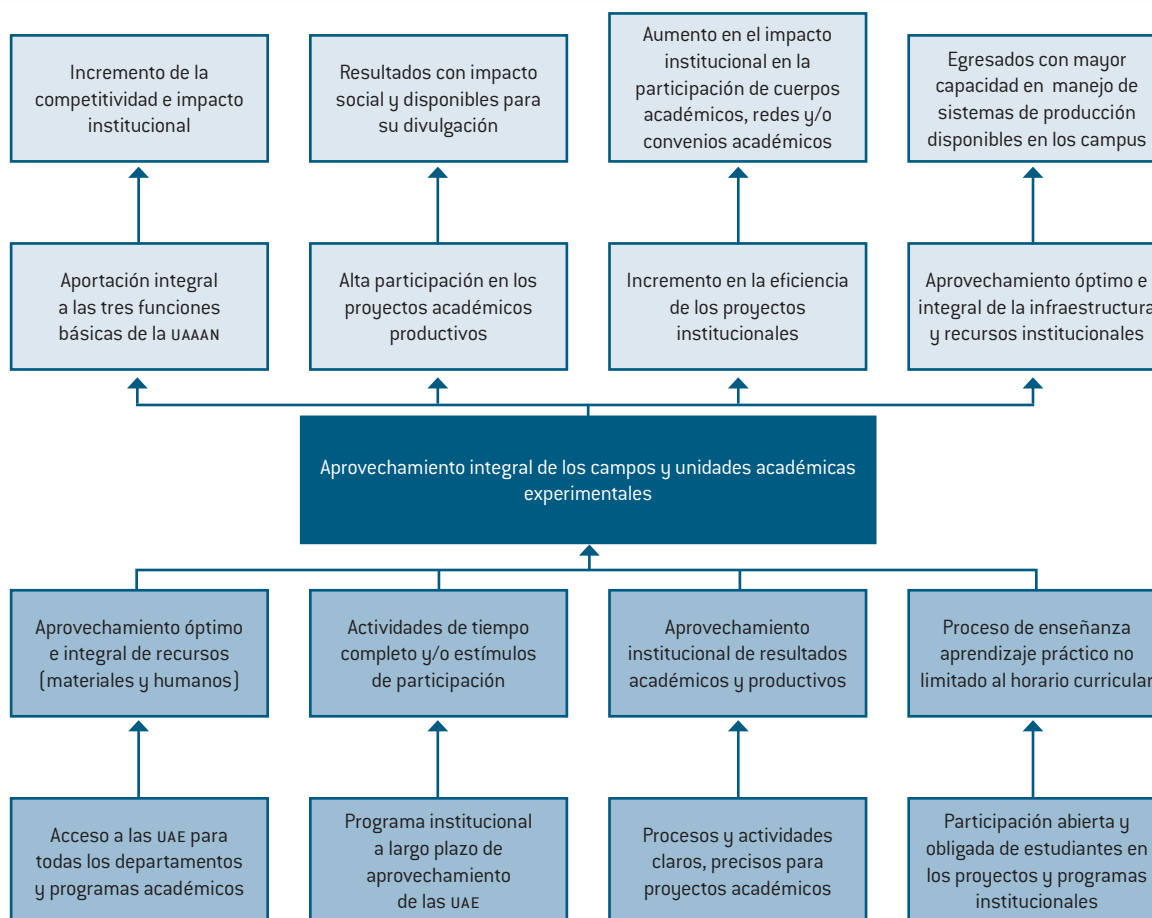 Incremento de la
competitividad e impacto
institucional
Resultados con impacto
social y disponibles para
su divulgación
Aumento en el impacto
institucional en la
participación de cuerpos
académicos, redes y/o
convenios académicos
Egresados con mayor
capacidad en manejo de
sistemas de producción
disponibles en los campus
Aportación integral
a las tres funciones
básicas de la UAAAN
Alta participación en los
proyectos académicos
productivos
Incremento en la eficiencia
de los proyectos
institucionales
Aprovechamiento óptimo e
integral de la infraestructura
y recursos institucionales
Aprovechamiento integral de los campos y unidades académicas
experimentales
Aprovechamiento óptimo
e integral de recursos
(materiales y humanos)
Actividades de tiempo
completo y/o estímulos
de participación
Aprovechamiento
institucional de resultados
académicos y productivos
Proceso de enseñanza
aprendizaje práctico no
limitado al horario curricular
Acceso a las UAE para
todas los departamentos
y programas académicos
Programa institucional
a largo plazo de
aprovechamiento
de las UAE
Procesos y actividades
claros, precisos para
proyectos académicos
Participación abierta y
obligada de estudiantes en
los proyectos y programas
institucionales